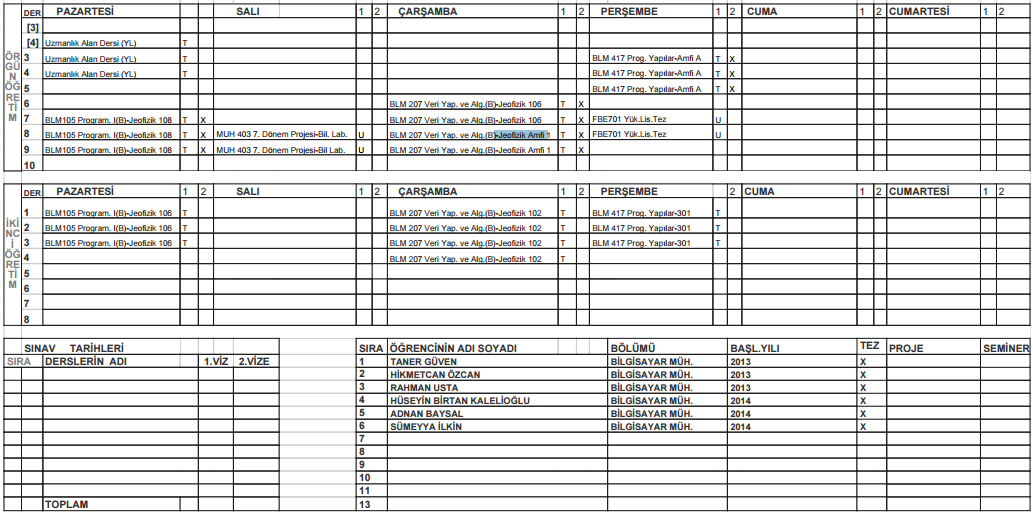 DER PAZARTESİ 1 2 SALI 1 2 ÇARŞAMBA 1 2 PERŞEMBE 1 2 CUMA 1 2 CUMARTESİ 1 2
ÖRGÜN ÖĞRETİM
[3]
[4] Uzmanlık Alan Dersi (YL) T
3 Uzmanlık Alan Dersi (YL) T BLM 417 Prog. Yapılar-Amfi A T X
4 Uzmanlık Alan Dersi (YL) T BLM 417 Prog. Yapılar-Amfi A T X
5 BLM 417 Prog. Yapılar-Amfi A T X
6 BLM 207 Veri Yap. ve Alg.(B)-Jeofizik 106 T X
7 BLM105 Program. I(B)-Jeofizik 108 T X BLM 207 Veri Yap. ve Alg.(B)-Jeofizik 106 T X FBE701 Yük.Lis.Tez U
8 BLM105 Program. I(B)-Jeofizik 108 T X MUH 403 7. Dönem Projesi-Bil. Lab. U BLM 207 Veri Yap. ve Alg.(B)-Jeofizik Amfi 1 T X FBE701 Yük.Lis.Tez U
9 BLM105 Program. I(B)-Jeofizik 108 T X MUH 403 7. Dönem Projesi-Bil. Lab. U BLM 207 Veri Yap. ve Alg.(B)-Jeofizik Amfi 1 T X
10
DER PAZARTESİ 1 2 SALI 1 2 ÇARŞAMBA 1 2 PERŞEMBE 2 CUMA 1 2 CUMARTESİ 1 2
İKİNCİ ÖĞRETİM
1 BLM105 Program. I(B)-Jeofizik 106 T BLM 207 Veri Yap. ve Alg.(B)-Jeofizik 102 T BLM 417 Prog. Yapılar-301 T
2 BLM105 Program. I(B)-Jeofizik 106 T BLM 207 Veri Yap. ve Alg.(B)-Jeofizik 102 T BLM 417 Prog. Yapılar-301 T
3 BLM105 Program. I(B)-Jeofizik 106 T BLM 207 Veri Yap. ve Alg.(B)-Jeofizik 102 T BLM 417 Prog. Yapılar-301 T
4 BLM 207 Veri Yap. ve Alg.(B)-Jeofizik 102 T
5
6
7
8
SINAV TARİHLERİ
SIRA DERSLERİN ADI 1.VİZ 2.VİZE
TOPLAM
SIRA ÖĞRENCİNİN ADI SOYADI BÖLÜMÜ BAŞL.YILI TEZ PROJE SEMİNER
1 TANER GÜVEN BİLGİSAYAR MÜH. 2013 X
2 HİKMETCAN ÖZCAN BİLGİSAYAR MÜH. 2013 X
3 RAHMAN USTA BİLGİSAYAR MÜH. 2013 X
4 HÜSEYİN BİRTAN KALELİOĞLU BİLGİSAYAR MÜH. 2014 X
5 ADNAN BAYSAL BİLGİSAYAR MÜH. 2014 X
6 SÜMEYYA İLKİN BİLGİSAYAR MÜH. 2014 X
7
8
9
10
11
13